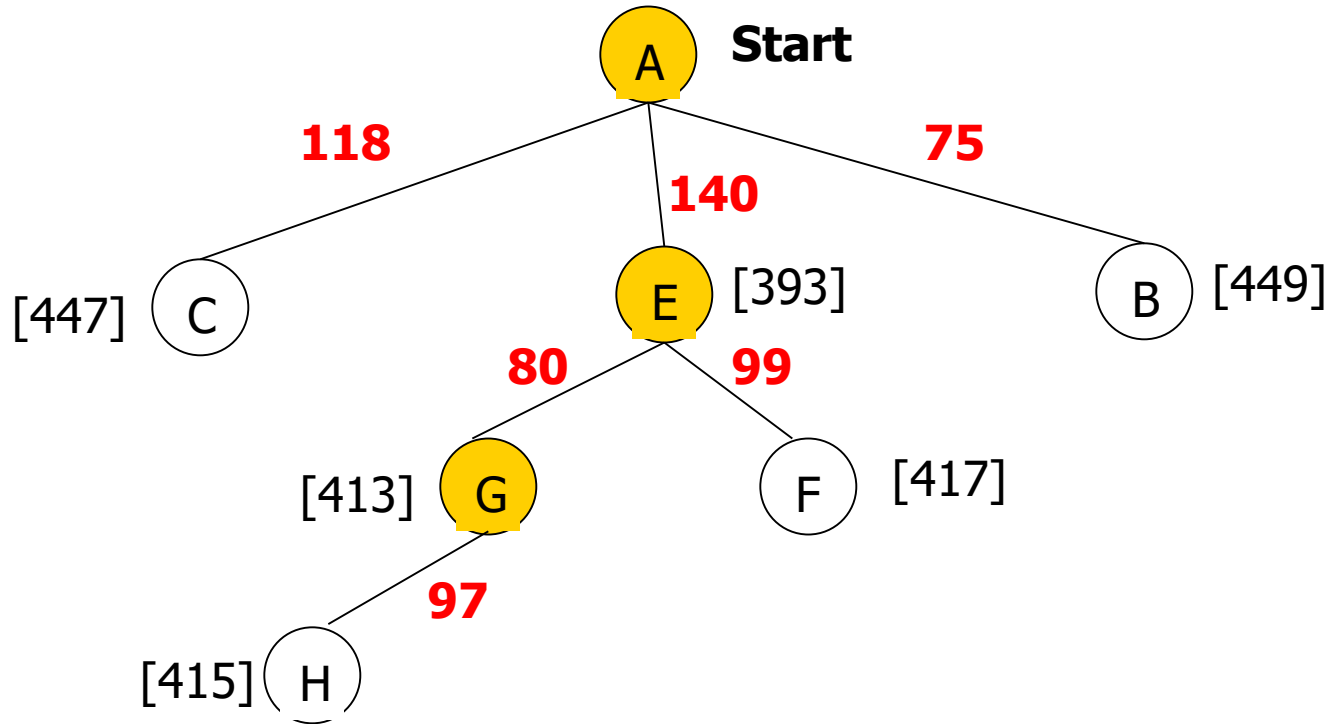 A Start
118
75
140
[447] C
E [393]
B [449]
80
99
[413] G
F [417]
97
[415] H